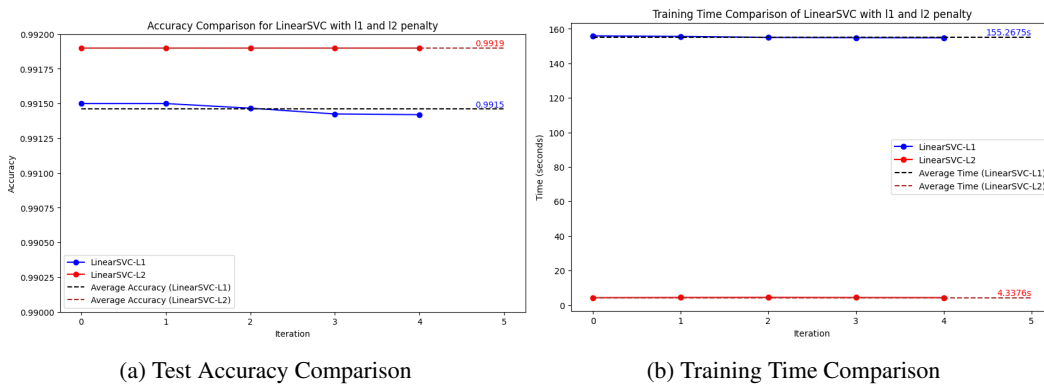 Accuracy Comparison for LinearSVC with l1 and l2 penalty
0.99200
0.99175
0.99150
0.99125
0.99100
0.99075
0.99050
0.99025
0.99000
Accuracy
0.9919
0.9915
LinearSVC-L1
LinearSVC-L2
Average Accuracy (LinearSVC-L1)
Average Accuracy (LinearSVC-L2)
0 1 2 3 4 5
Iteration
(a) Test Accuracy Comparison
Training Time Comparison of LinearSVC with l1 and l2 penalty
160
140
120
100
80
60
40
20
0
Time (seconds)
155.2675s
LinearSVC-L1
LinearSVC-L2
Average Time (LinearSVC-L1)
Average Time (LinearSVC-L2)
4.3376s
0 1 2 3 4 5
Iteration
(b) Training Time Comparison